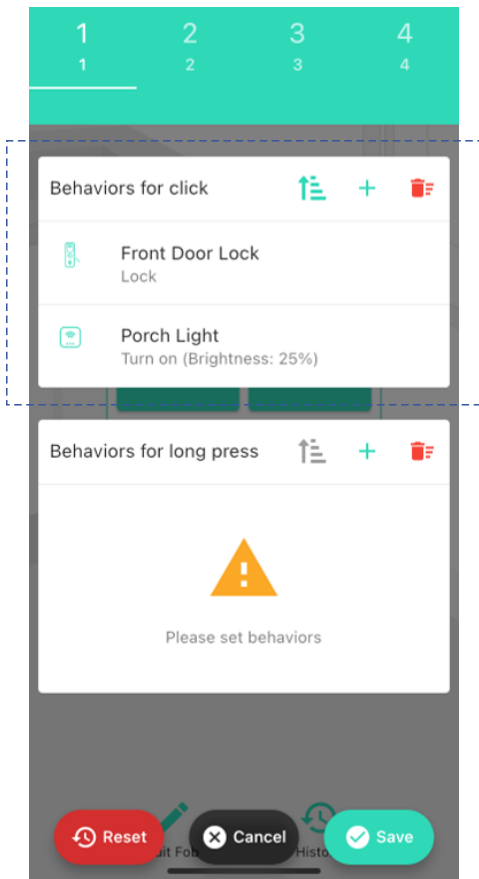 1 2 3 4
1 2 3 4
Behaviors for click
Front Door Lock
Lock
Porch Light
Turn on (Brightness: 25%)
Behaviors for long press
Please set behaviors
Reset Cancel Save
Fob